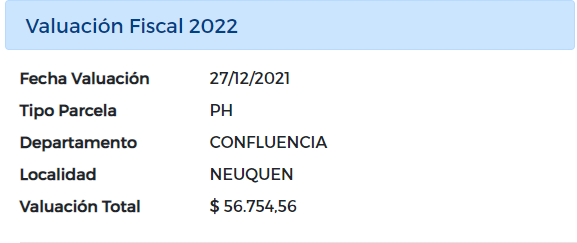 Valuación Fiscal 2022
Fecha Valuación 27/12/2021
Tipo Parcela PH
Departamento CONFLUENCIA
Localidad NEUQUEN
Valuación Total $ 56.754,56